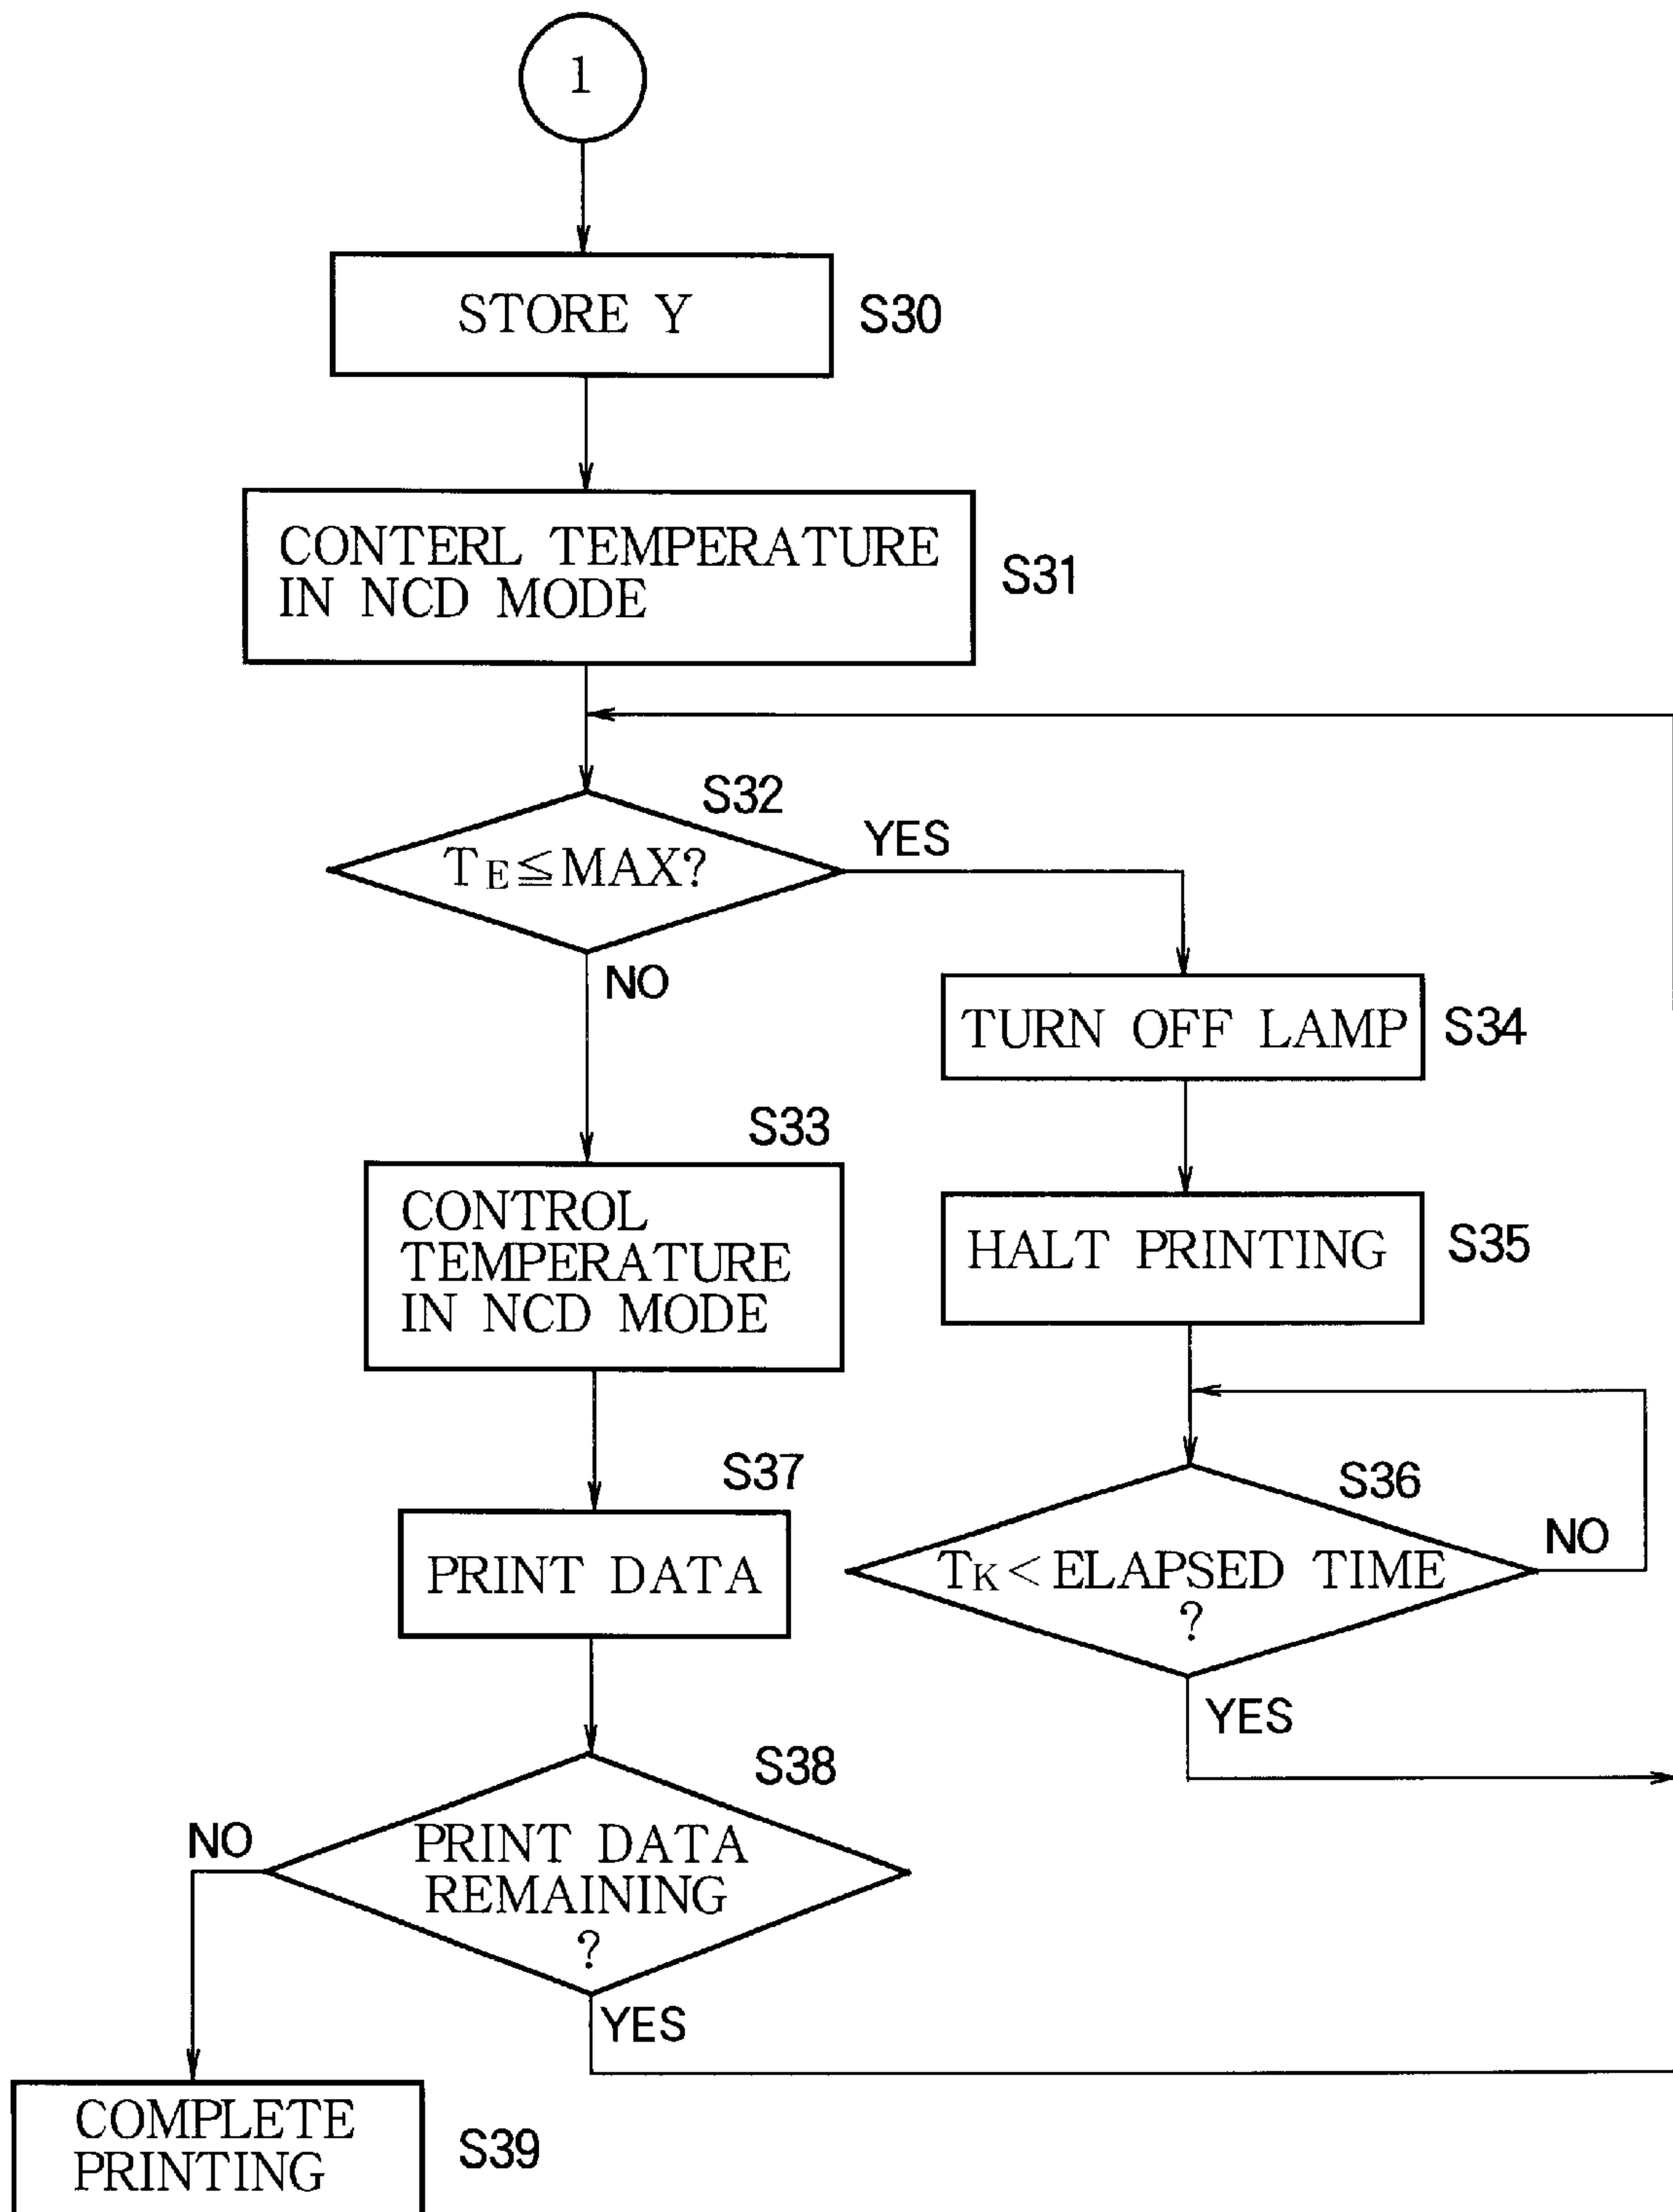 1
STORE Y
S30
CONTERL TEMPERATURE
IN NCD MODE
S31
S32
TE≦MAX?
YES
NO
TURN OFF LAMP
S34
S33
CONTROL
TEMPERATURE
IN NCD MODE
HALT PRINTING
S35
S37
PRINT DATA
S36
TK<ELAPSED TIME
?
NO
YES
S38
PRINT DATA
REMAINING
?
NO
YES
COMPLETE
PRINTING
S39